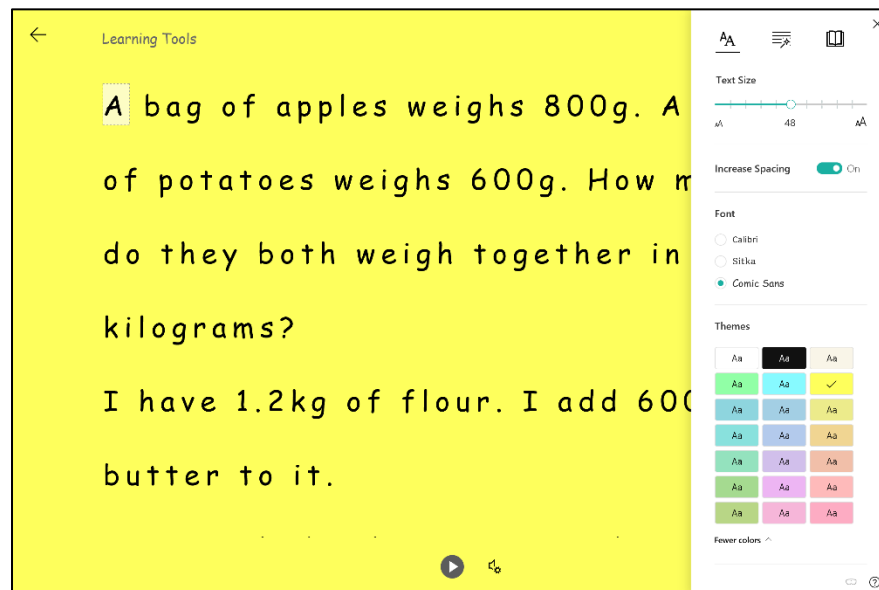 Learning Tools
A bag of apples weighs 800g. A
of potatoes weighs 600g. How
do they both weigh together in
kilograms?
I have 1.2kg of flour. I add
butter to it.
AA
Text Size
AA
48
AA
Increase Spacing
On
Font
Calibri
Sitka
Comic Sans
Themes
Aa Aa Aa
Aa Aa
Aa Aa Aa
Aa Aa Aa
Aa Aa Aa
Aa Aa Aa
Aa Aa Aa
Fewer colors